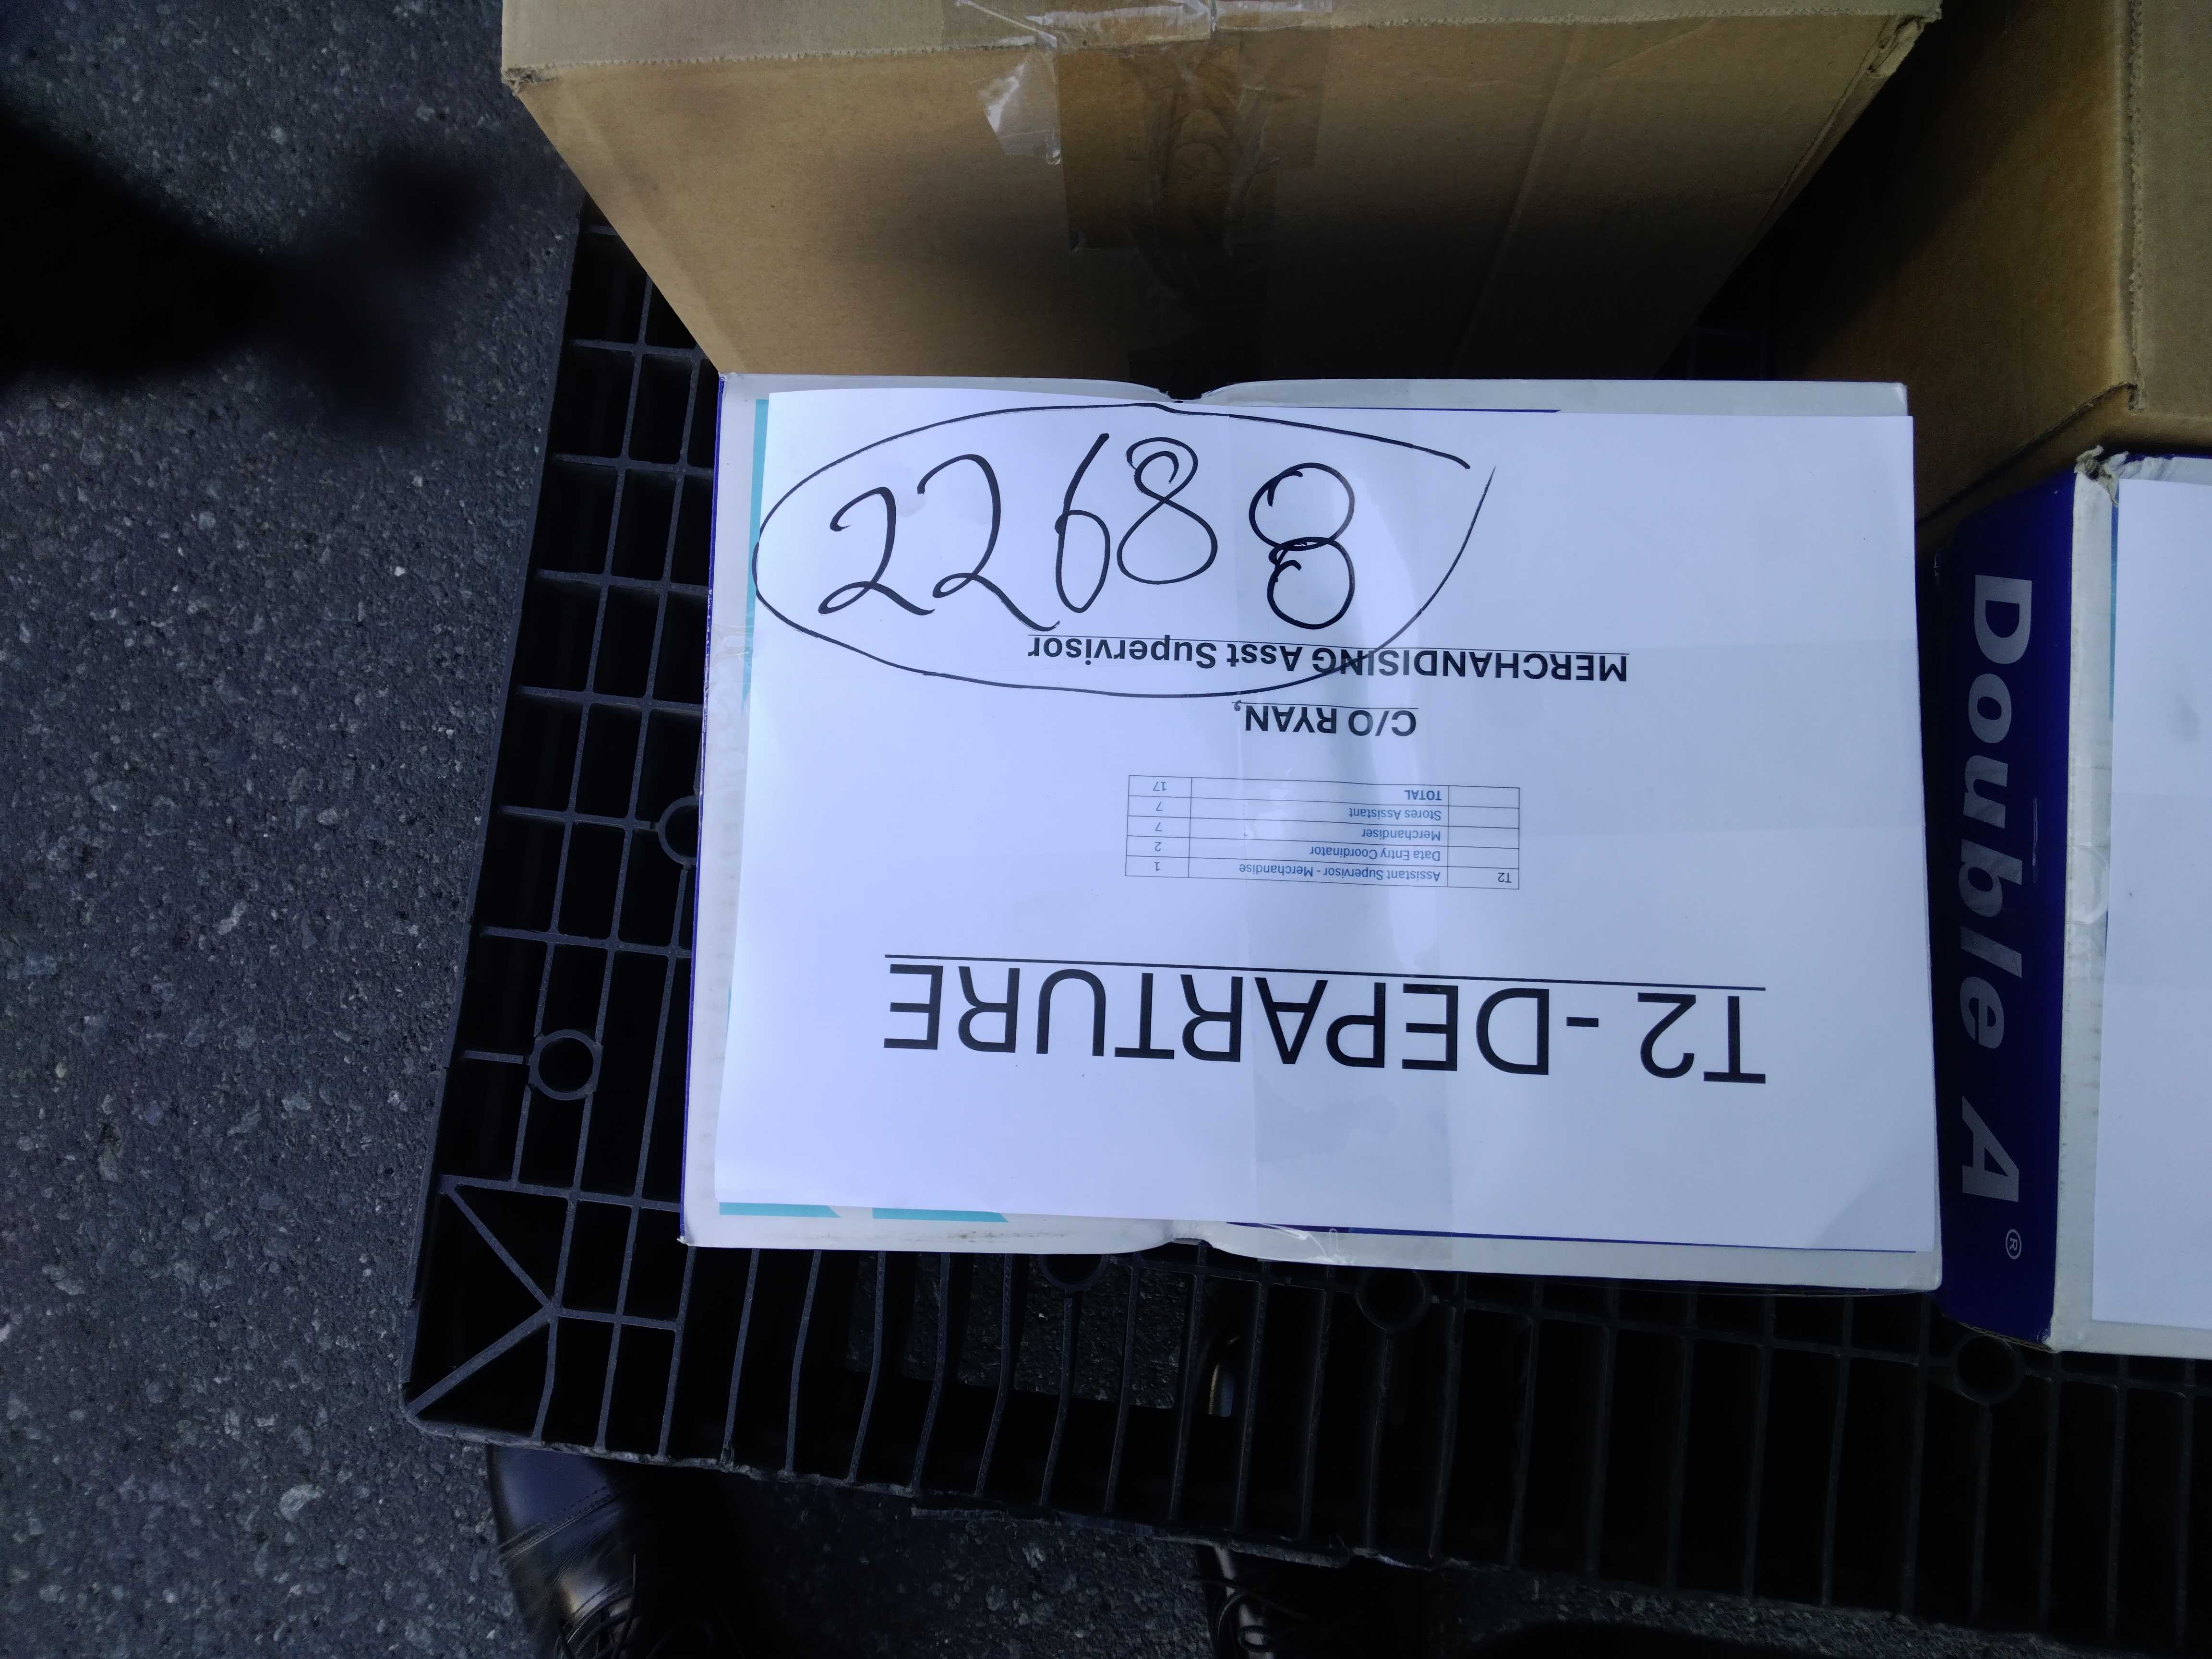 22688
T2 - DEPARTURE
T2 Assistant Supervisor - Merchandise 1
Data Entry Coordinator 2
Merchandiser 7
Stores Assistant 7
TOTAL 17
C/O RYAN,
MERCHANDISING Asst Supervisor
Double A®